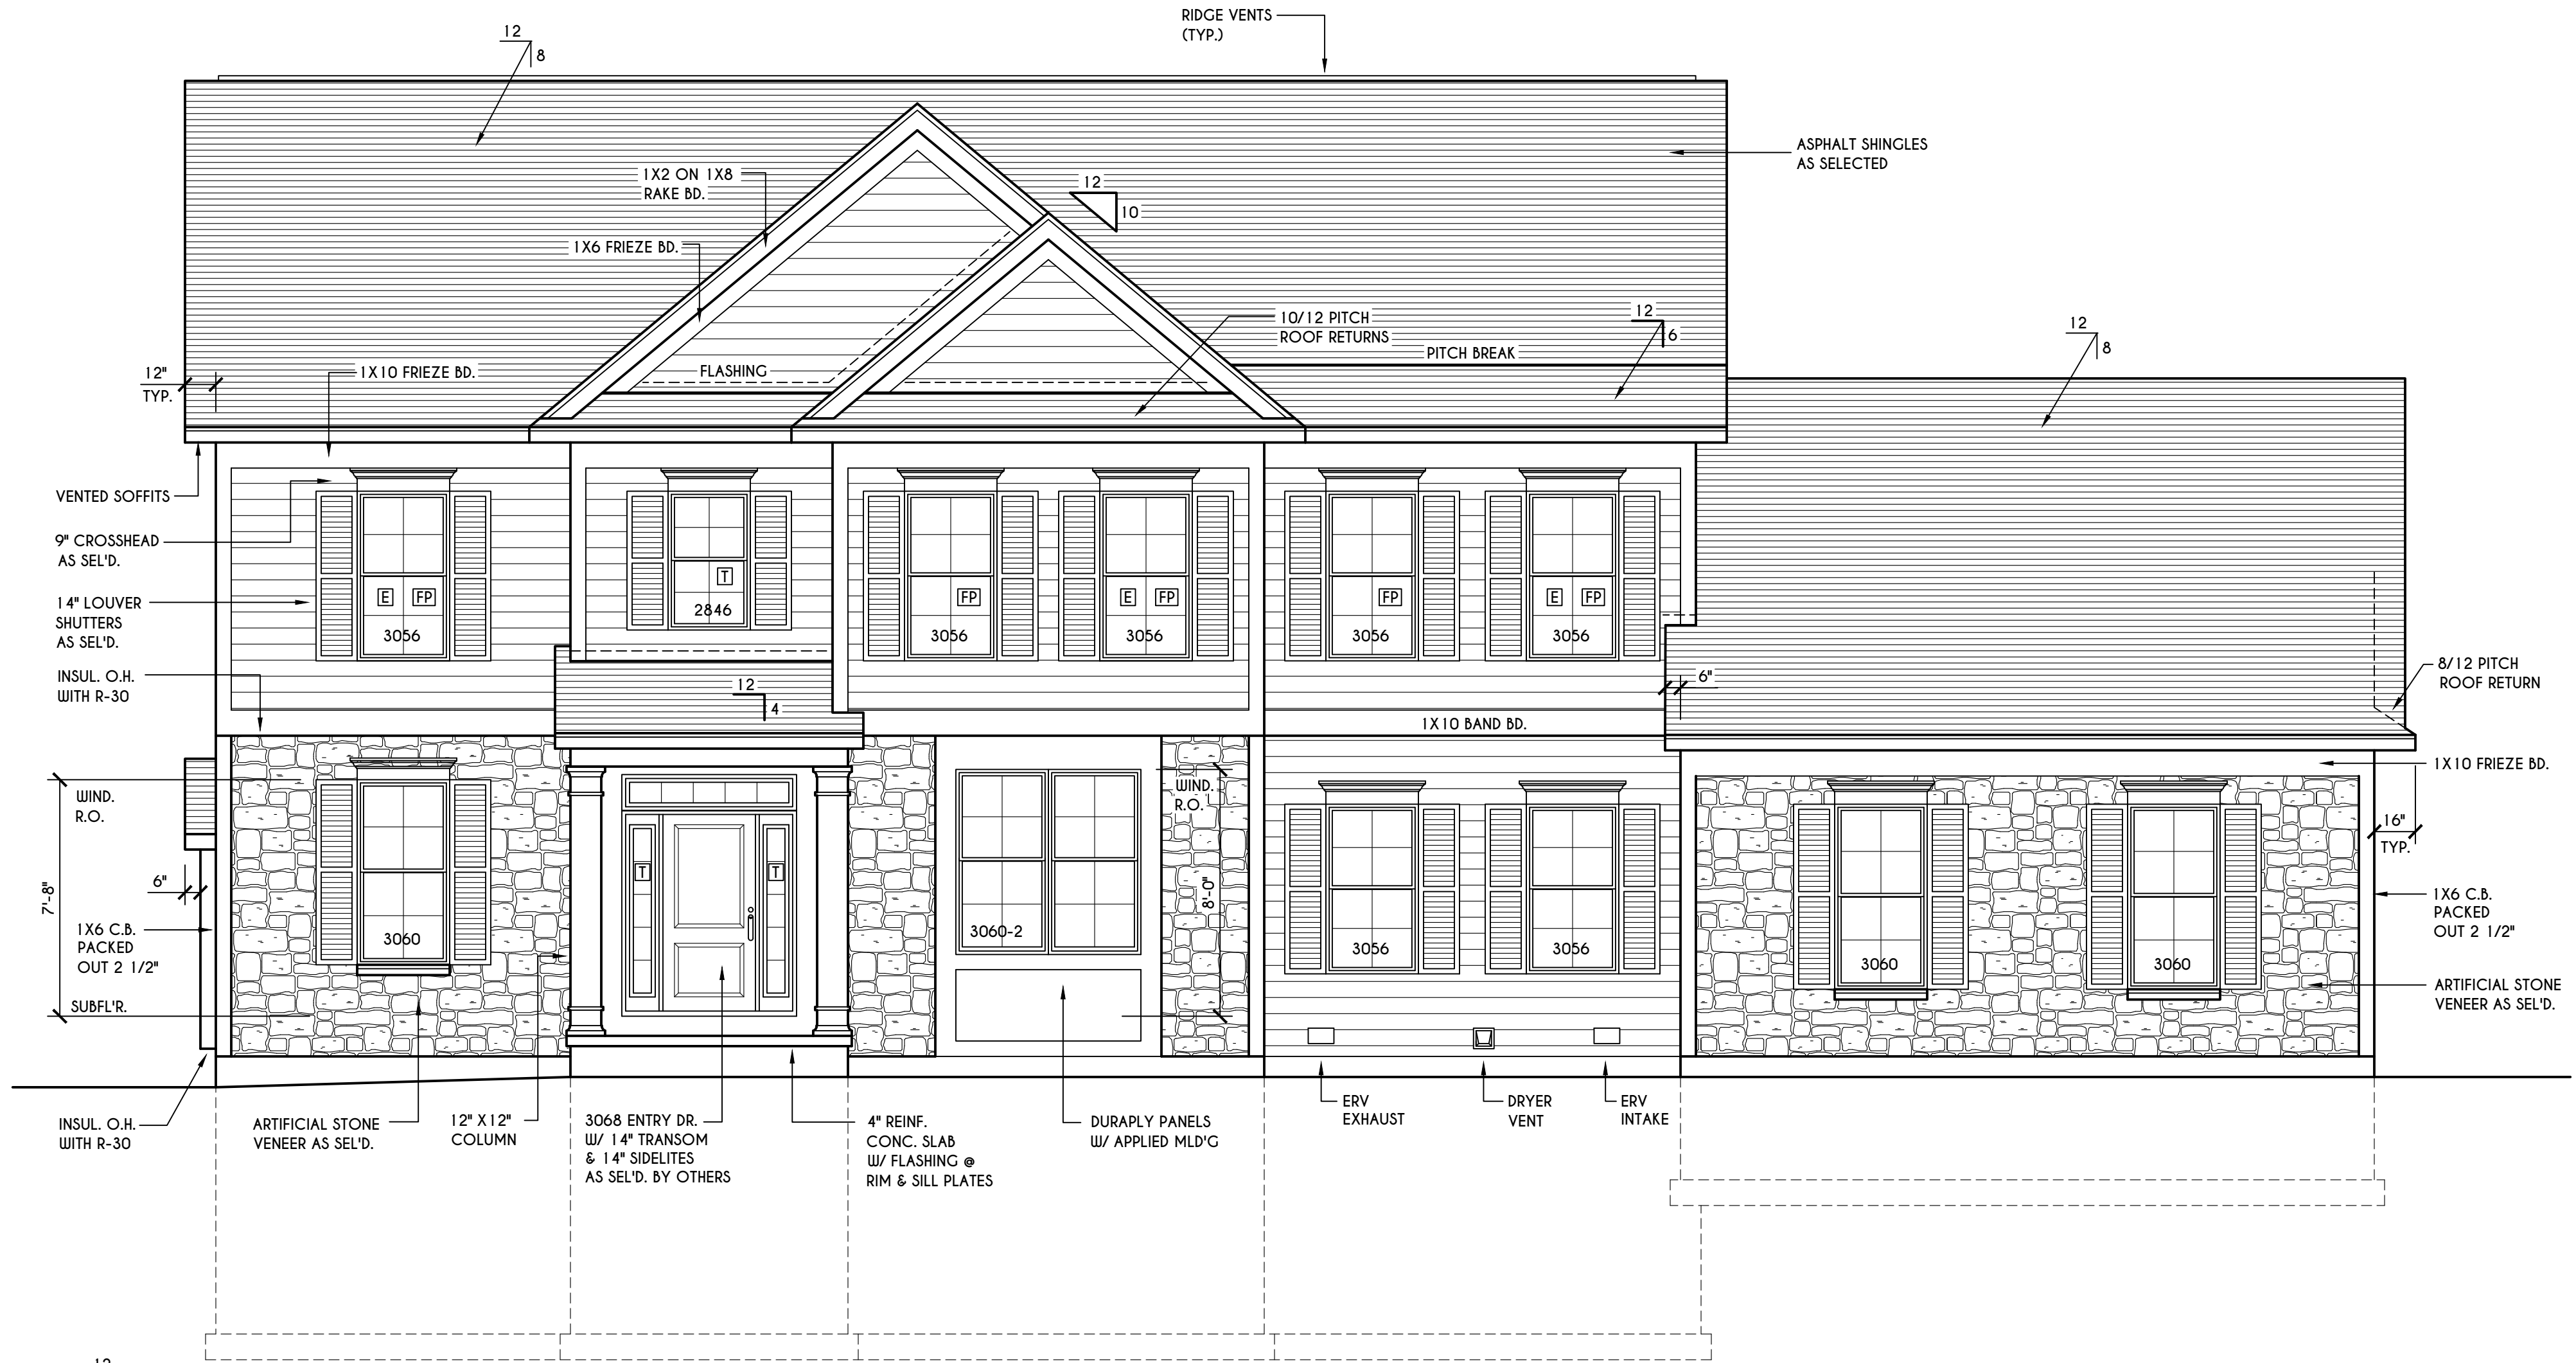 RIDGE VENTS
(TYP.)
12
8
ASPHALT SHINGLES
AS SELECTED
1X2 ON 1X8
RAKE BD.
12
10
1X6 FRIEZE BD.
10/12 PITCH
ROOF RETURNS
12
6
12
8
PITCH BREAK
FLASHING
1X10 FRIEZE BD.
12"
TYP.
VENTED SOFFITS
9" CROSSHEAD
AS SEL'D.
14" LOUVER
SHUTTERS
AS SEL'D.
E FP
3056
T
2846
FP
3056
E FP
3056
FP
3056
E FP
3056
INSUL. O.H.
WITH R-30
12
4
6"
8/12 PITCH
ROOF RETURN
1X10 BAND BD.
1X10 FRIEZE BD.
WIND.
R.O.
WIND.
R.O.
16"
TYP.
7'-8"
8'-0"
6"
T
T
1X6 C.B.
PACKED
OUT 2 1/2"
3060
3060-2
3056
3056
3060
3060
1X6 C.B.
PACKED
OUT 2 1/2"
SUBFL'R.
ARTIFICIAL STONE
VENEER AS SEL'D.
INSUL. O.H.
WITH R-30
ARTIFICIAL STONE
VENEER AS SEL'D.
12" X12"
COLUMN
3068 ENTRY DR.
W/ 14" TRANSOM
& 14" SIDELITES
AS SEL'D. BY OTHERS
4" REINF.
CONC. SLAB
W/ FLASHING @
RIM & SILL PLATES
DURAPLY PANELS
W/ APPLIED MLD'G
ERV
EXHAUST
DRYER
VENT
ERV
INTAKE
12